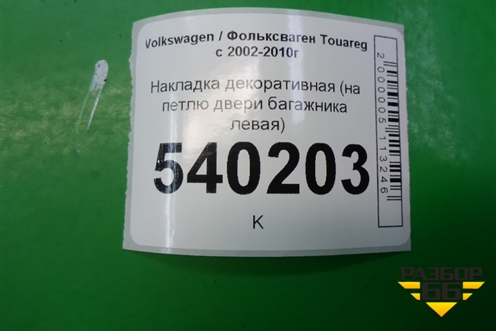 Volkswagen / Фольксваген Touareg
с 2002-2010г
Накладка декоративная (на
петлю двери багажника
левая)
540203
К
2000005113246
РАЗБОР
66